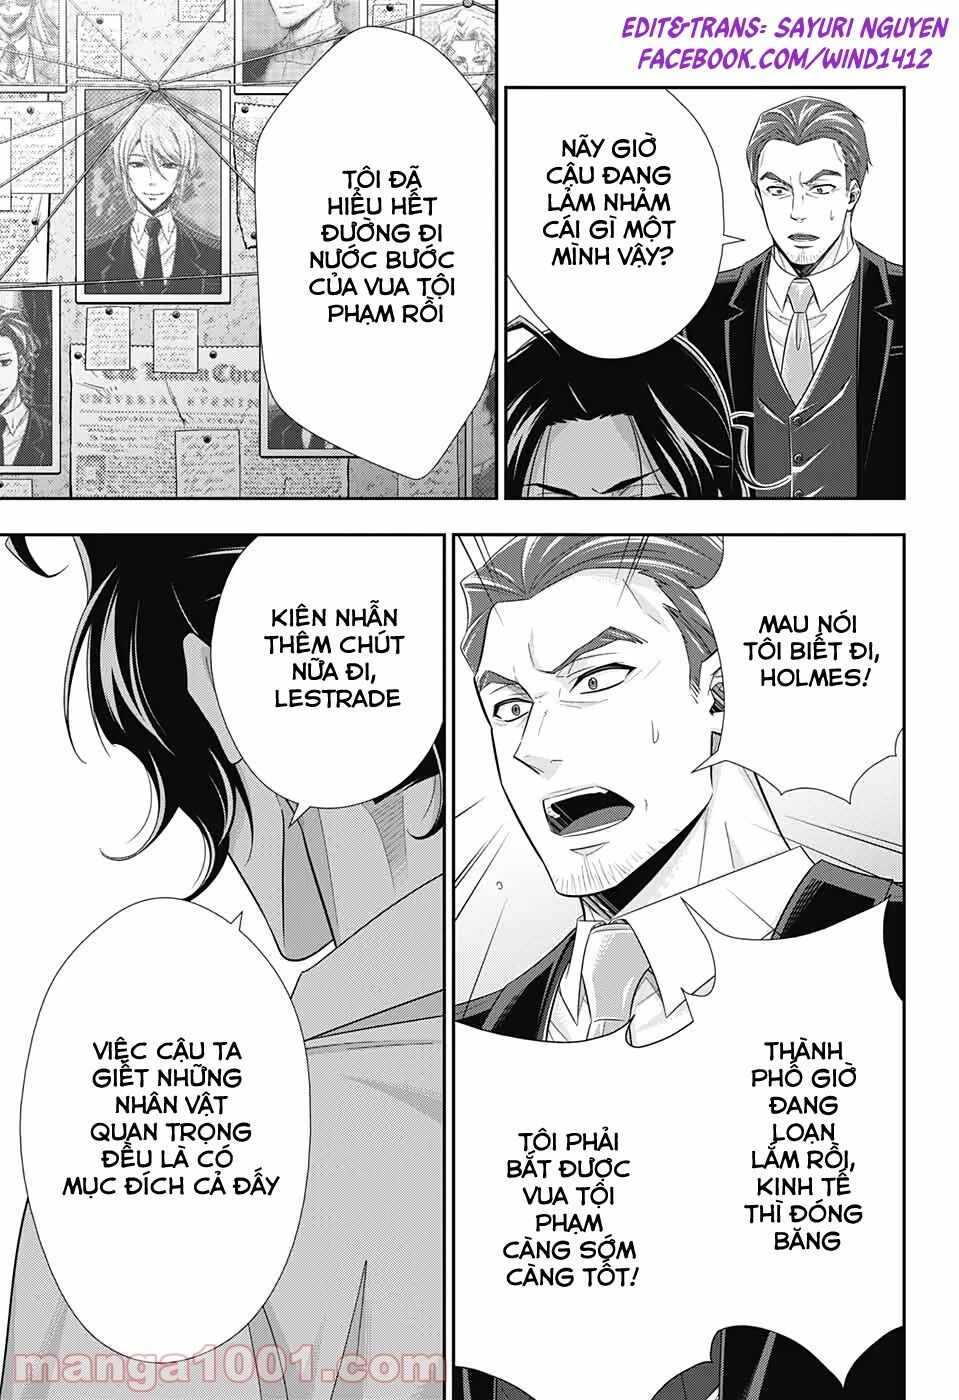 EDIT&TRANS: SAYURI NGUYEN
FACEBOOK.COM/WIND1412
NÃY GIỜ
CẬU ĐANG
LẢM NHẢM
CÁI GÌ MỘT
MÌNH VẬY?
TÔI ĐÃ
HIỂU HẾT
ĐƯỜNG ĐI
NƯỚC BƯỚC
CỦA VUA TỘI
PHẠM RỒI
MAU NÓI
TÔI BIẾT ĐI,
HOLMES!
THÀNH
PHỐ GIỜ
ĐANG
LOẠN
LẮM RỒI,
KINH TẾ
THÌ ĐÓNG
BĂNG
TÔI PHẢI
BẮT ĐƯỢC
VUA TỘI
PHẠM
CÀNG SỚM
CÀNG TỐT!
KIÊN NHẪN
THÊM CHÚT
NỮA ĐI,
LESTRADE
VIỆC CẬU TA
GIẾT NHỮNG
NHÂN VẬT
QUAN TRỌNG
ĐỀU LÀ CÓ
MỤC ĐÍCH CẢ ĐẤY
manga1001.com